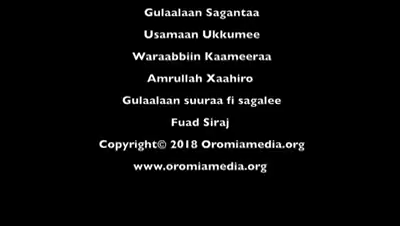 Gulaalaan Sagantaa
Usamaan Ukkumee
Waraabbiin Kaameeraa
Amrullah Xaahiro
Gulaalaan suuraa fi sagalee
Fuad Siraj
Copyright© 2018 Oromiamedia.org
www.oromiamedia.org